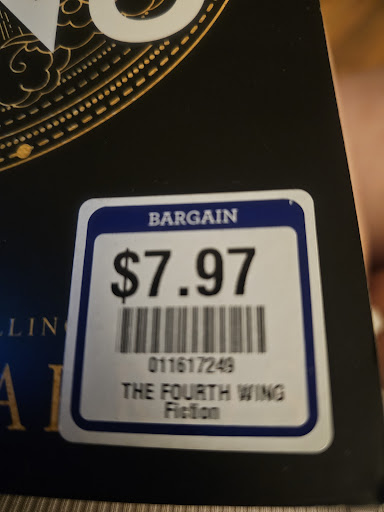 BARGAIN
$7.97
011617249
THE FOURTH WING
Fiction